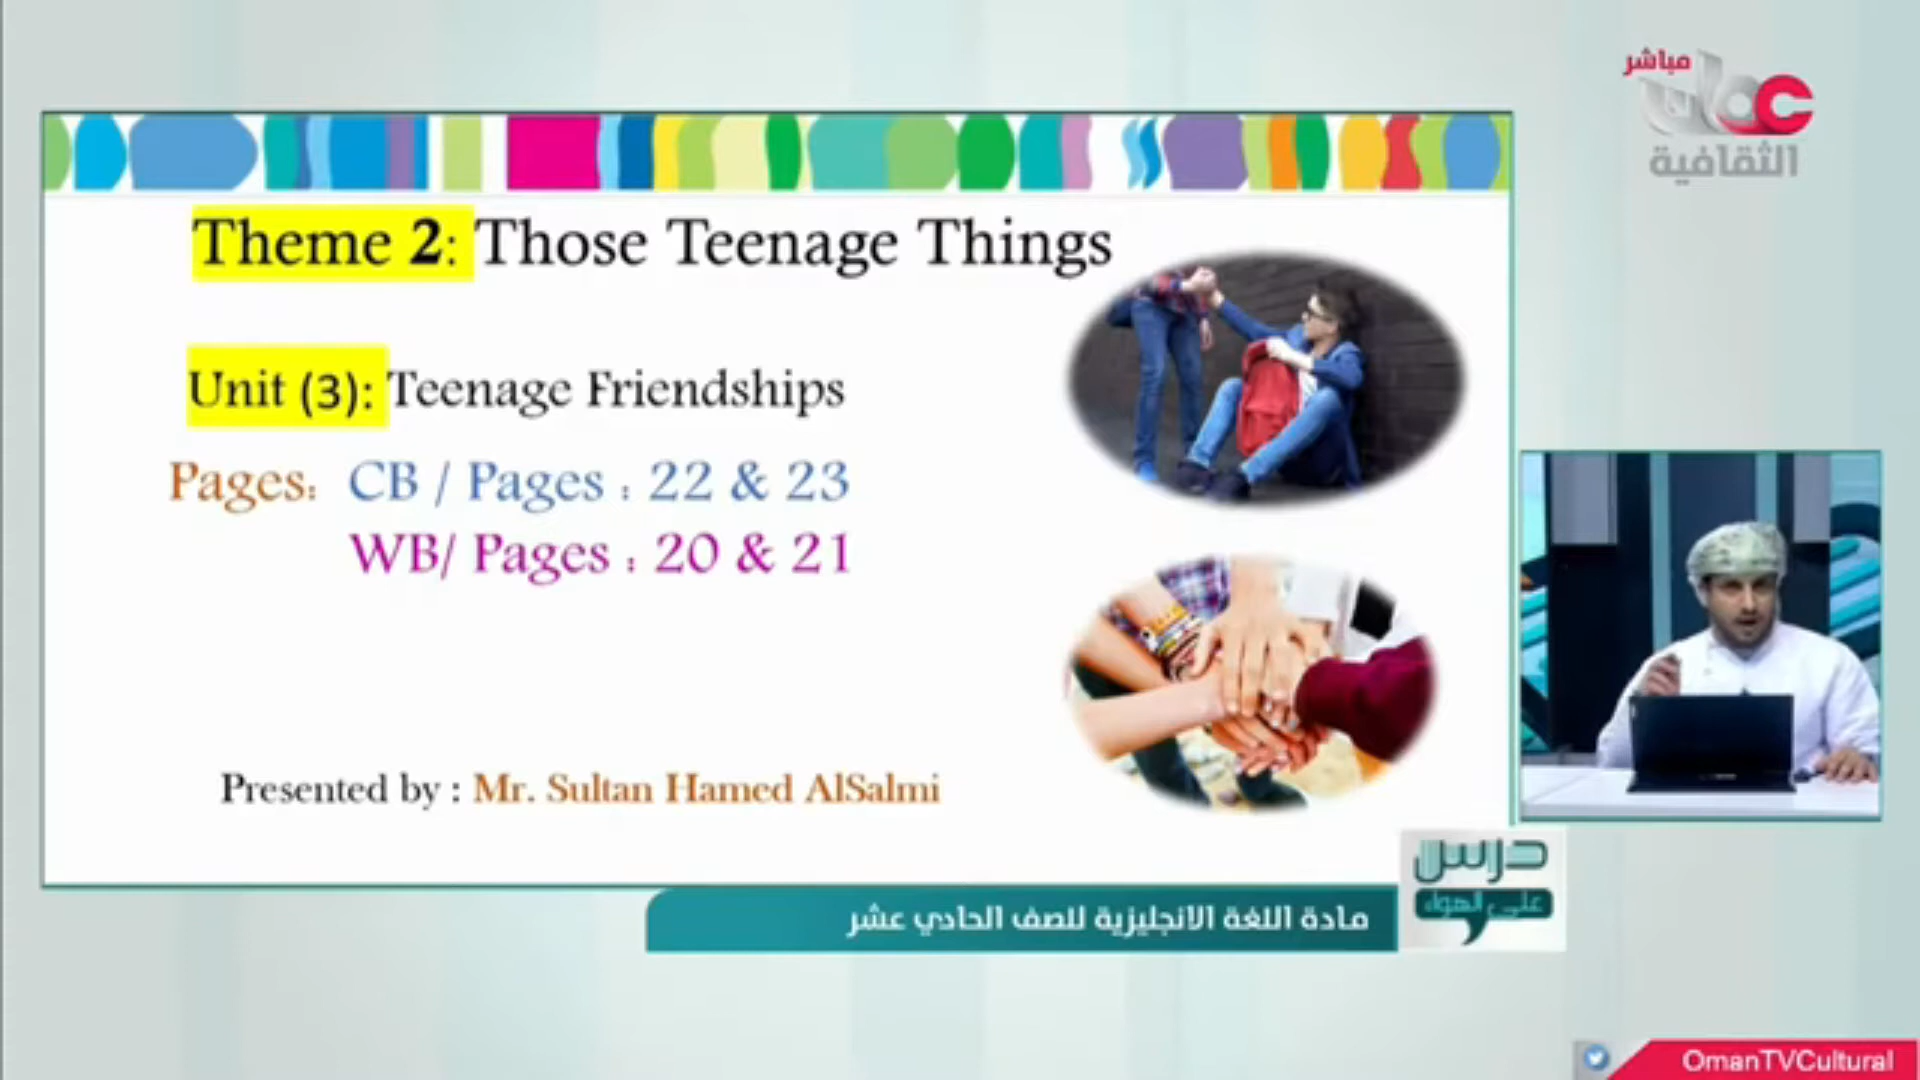 مباشر
عمان
الثقافية
Theme 2: Those Teenage Things
Unit (3): Teenage Friendships
Pages: CB / Pages : 22 & 23
WB/ Pages : 20 & 21
Presented by : Mr. Sultan Hamed AlSalmi
درس
على الهواء
مادة اللغة الانجليزية للصف الحادي عشر
OmanTVCultural